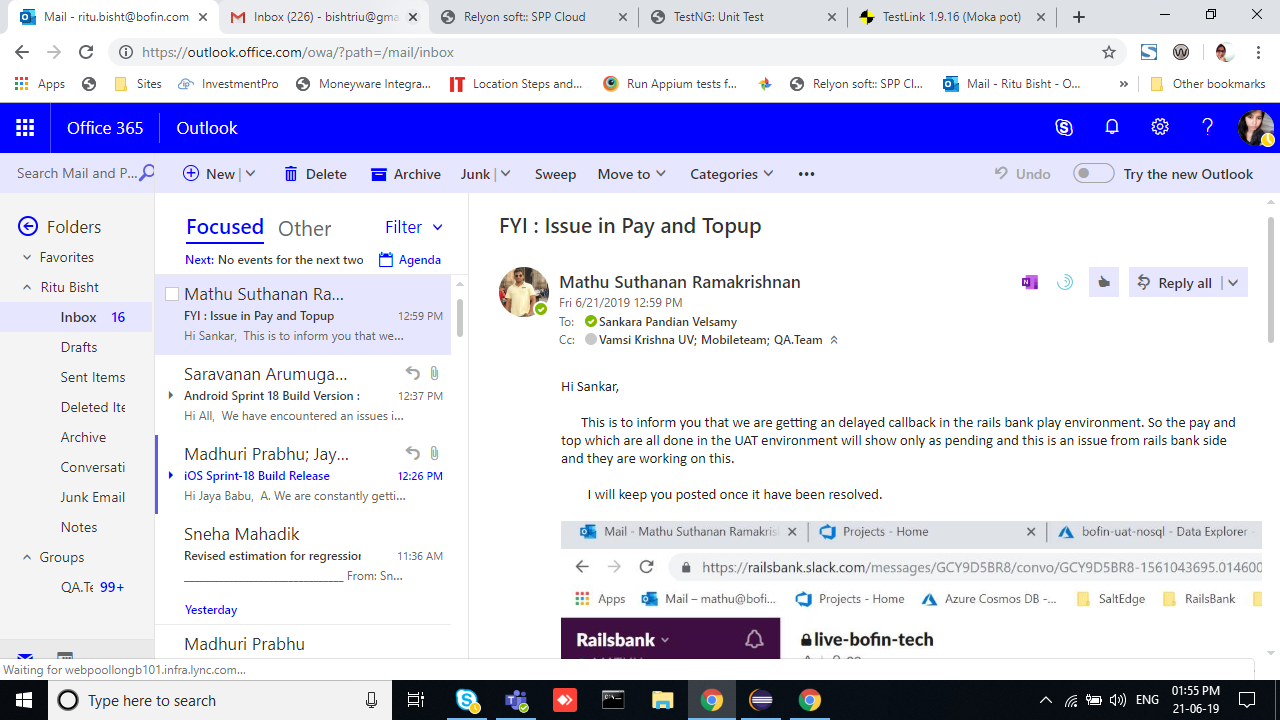 Mail - ritu.bisht@bofin.com
Inbox (226) - bishtriu@gma
Relyon soft:: SPP Cloud
TestNG: Unit Test
TestLink 1.9.16 (Moka pot)
https://outlook.office.com/owa/?path=/mail/inbox
Apps
Sites
InvestmentPro
Moneyware Integra...
Location Steps and...
Run Appium tests f...
Relyon soft:: SPP Cl...
Mail - Ritu Bisht - O...
»
Other bookmarks
Office 365
Outlook
Search Mail and P...
New
Delete
Archive
Junk
Sweep
Move to
Categories
•••
Undo
Try the new Outlook
Folders
Favorites
Ritu Bisht
Inbox 16
Drafts
Sent Items
Deleted Ite
Archive
Conversati
Junk Email
Notes
Groups
QA.Te 99+
Focused
Other
Filter
Next: No events for the next two
Agenda
Mathu Suthanan Ra...
FYI : Issue in Pay and Topup 12:59 PM
Hi Sankar, This is to inform you that we...
Saravanan Arumuga...
Android Sprint 18 Build Version : 12:37 PM
Hi All, We have encountered an issues i...
Madhuri Prabhu; Jay...
iOS Sprint-18 Build Release 12:26 PM
Hi Jaya Babu, A. We are constantly getti...
Sneha Mahadik
Revised estimation for regression 11:36 AM
________________________________ From: Sn...
Yesterday
Madhuri Prabhu
FYI : Issue in Pay and Topup
Mathu Suthanan Ramakrishnan
Fri 6/21/2019 12:59 PM
To: Sankara Pandian Velsamy
Cc: Vamsi Krishna UV; Mobileteam; QA.Team
Reply all
Hi Sankar,
This is to inform you that we are getting an delayed callback in the rails bank play environment. So the pay and
top which are all done in the UAT environment will show only as pending and this is an issue from rails bank side
and they are working on this.
I will keep you posted once it have been resolved.
Mail - Mathu Suthanan Ramakris
Projects - Home
bofin-uat-nosql - Data Explorer -
https://railsbank.slack.com/messages/GCY9D5BR8/convo/GCY9D5BR8-1561043695.014600
Apps
Mail – mathu@bofi...
Projects - Home
Azure Cosmos DB -...
SaltEdge
RailsBank
Railsbank
live-bofin-tech
Waiting for webpoollongb101.infra.lync.com...
Type here to search
ENG
01:55 PM
21-06-19